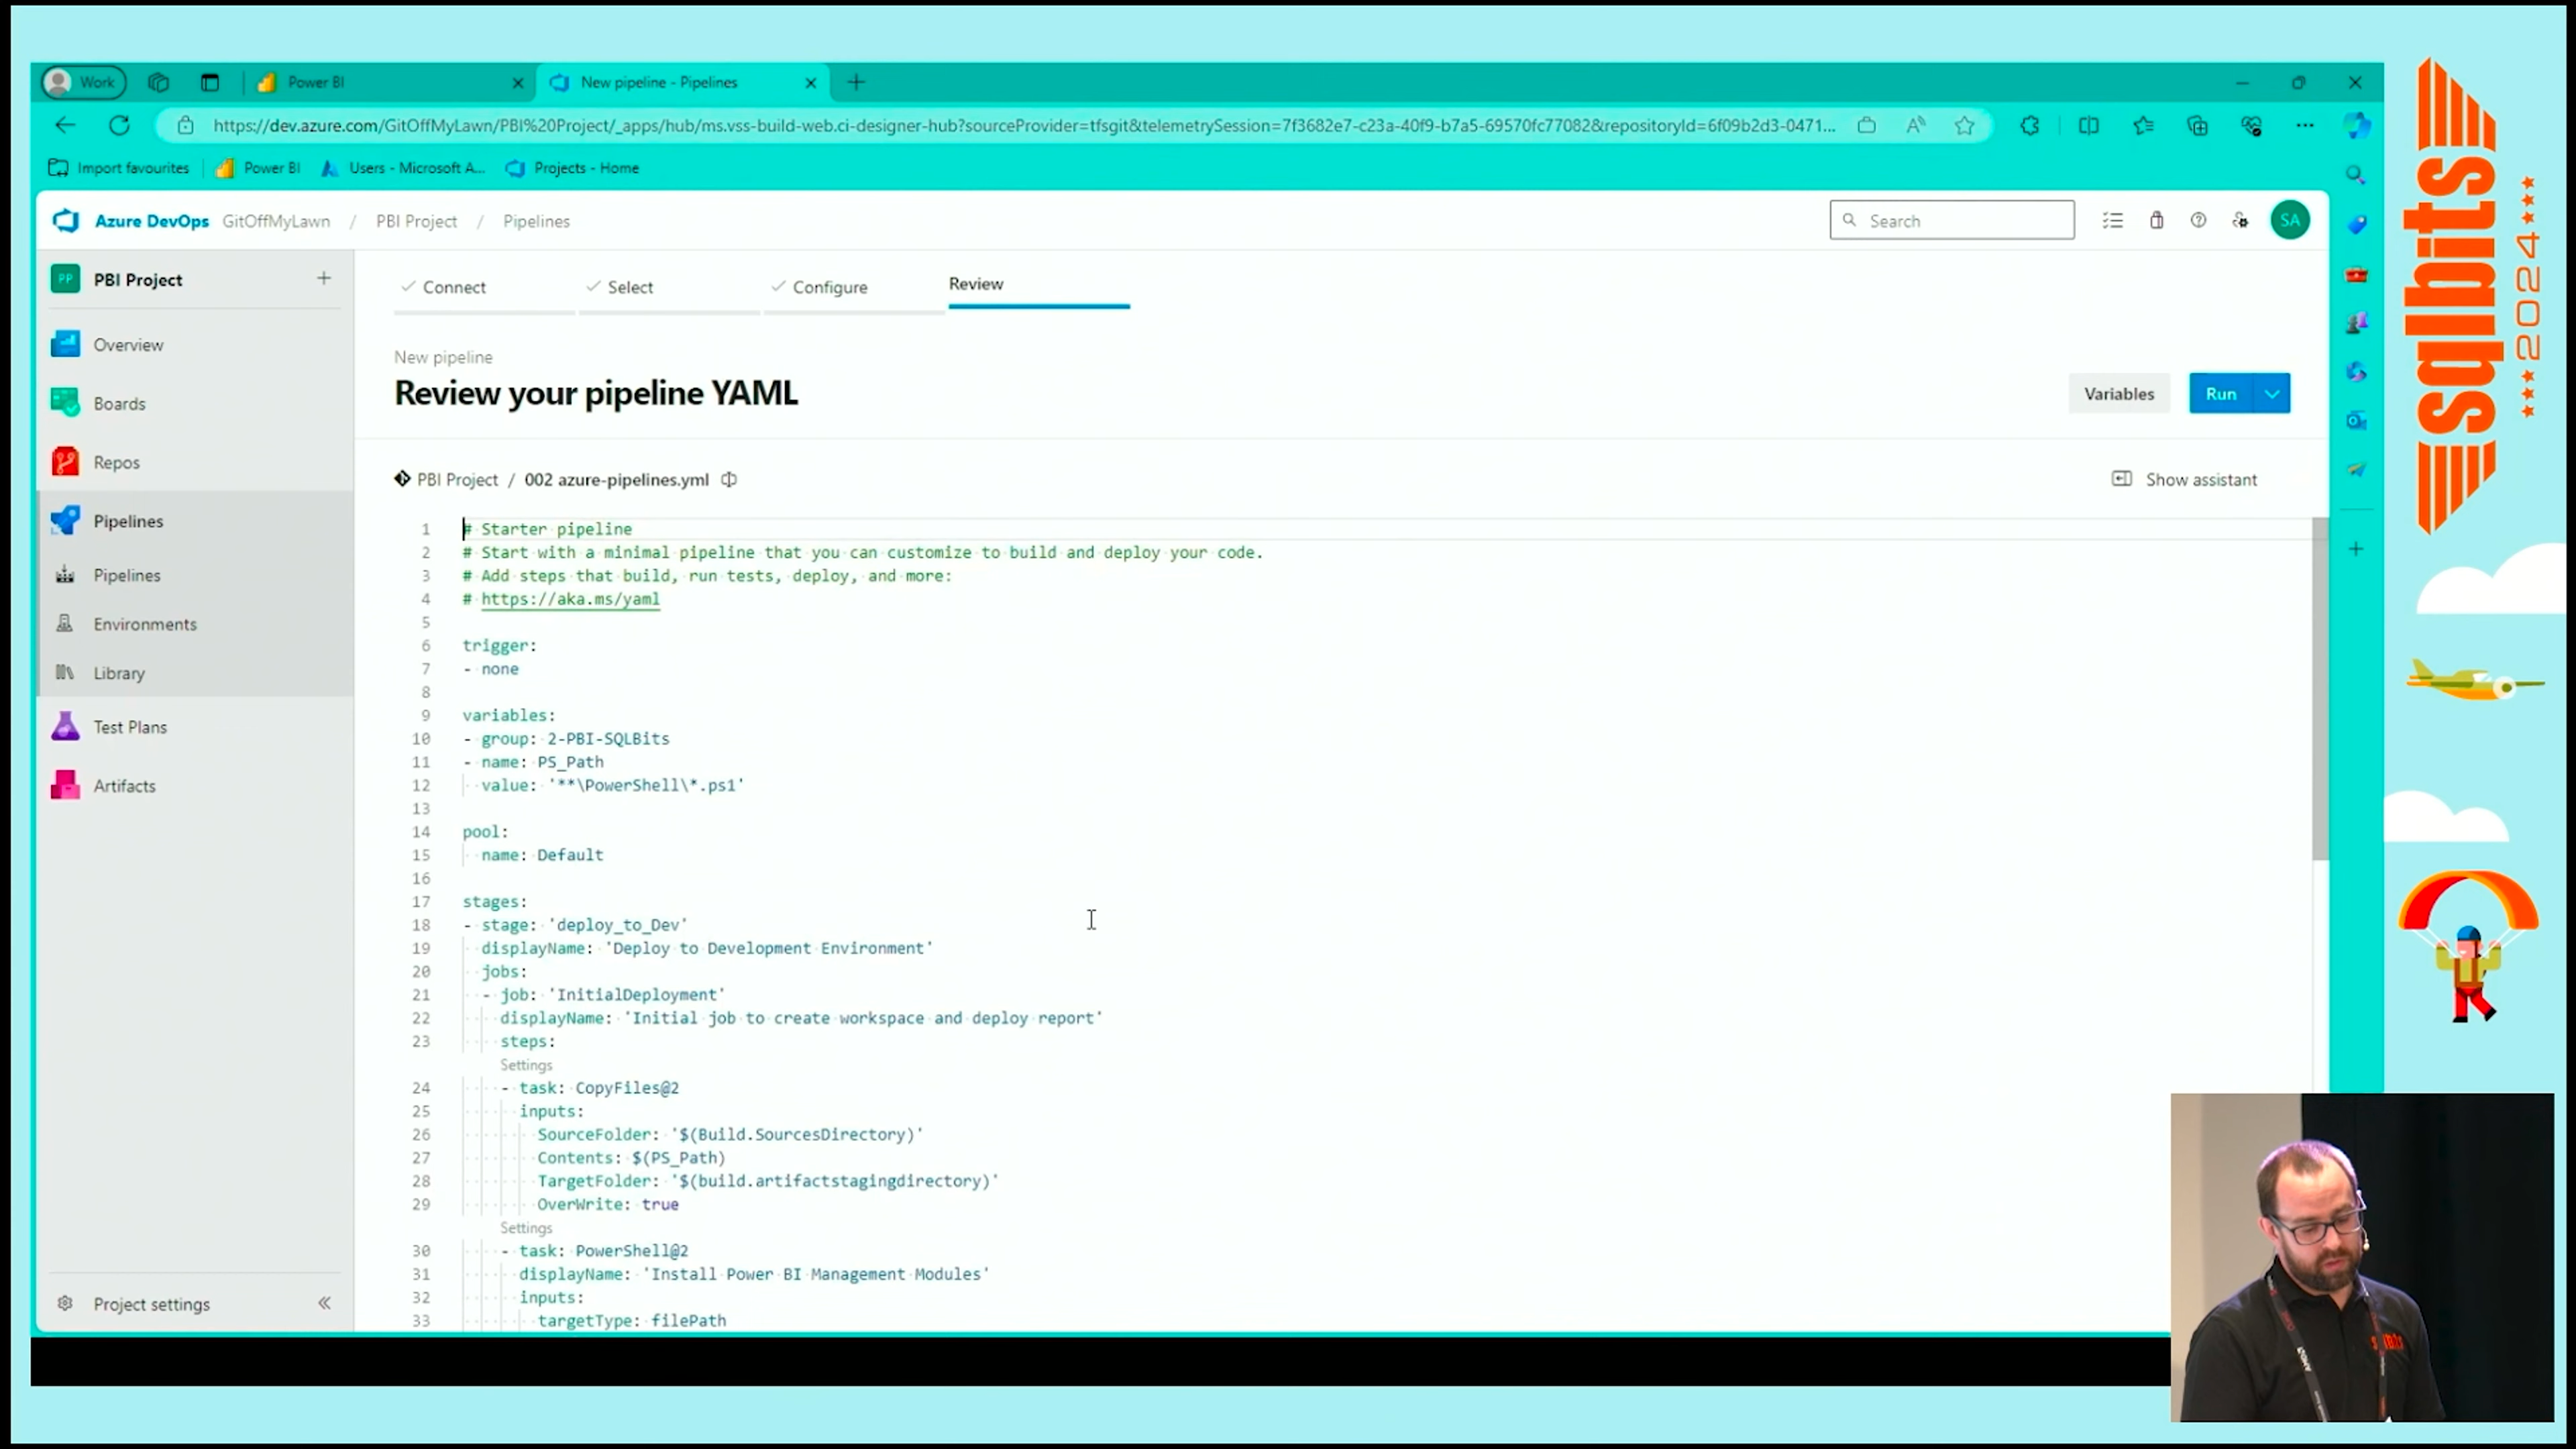 Work
Power BI
New pipeline - Pipelines
https://dev.azure.com/GitOffMyLawn/PBI%20Project/_apps/hub/ms.vss-build-web.ci-designer-hub?sourceProvider=tfsgit&telemetrySession=7f3682e7-c23a-40f9-b7a5-69570fc77082&repositoryId=6f09b2d3-0471...
Import favourites
Power BI
Users - Microsoft A...
Projects - Home
Azure DevOps GitOffMyLawn / PBI Project / Pipelines
Search
SA
PP PBI Project
Overview
Boards
Repos
Pipelines
Pipelines
Environments
Library
Test Plans
Artifacts
Project settings
Connect
Select
Configure
Review
New pipeline
Review your pipeline YAML
Variables
Run
PBI Project / 002 azure-pipelines.yml
Show assistant
1 # Starter pipeline
2 # Start with a minimal pipeline that you can customize to build and deploy your code.
3 # Add steps that build, run tests, deploy, and more:
4 # https://aka.ms/yaml
5
6 trigger:
7 - none
8
9 variables:
10 - group: 2-PBI-SQLBits
11 - name: PS_Path
12 value: '**\PowerShell\*.ps1'
13
14 pool:
15 name: Default
16
17 stages:
18 - stage: 'deploy_to_Dev'
19 displayName: 'Deploy to Development Environment'
20 jobs:
21 - job: 'InitialDeployment'
22 displayName: 'Initial job to create workspace and deploy report'
23 steps:
Settings
24 - task: CopyFiles@2
25 inputs:
26 SourceFolder: '$(Build.SourcesDirectory)'
27 Contents: $(PS_Path)
28 TargetFolder: '$(build.artifactstagingdirectory)'
29 OverWrite: true
Settings
30 - task: PowerShell@2
31 displayName: 'Install Power BI Management Modules'
32 inputs:
33 targetType: filePath
sqlbits
2024